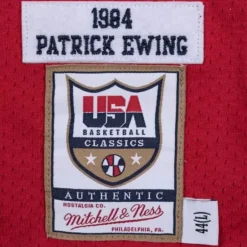 1984
PATRICK EWING
USA
BASKETBALL
CLASSICS
AUTHENTIC
NOSTALGIA CO.
Mitchell & Ness
PHILADELPHIA, PA.
44(L)